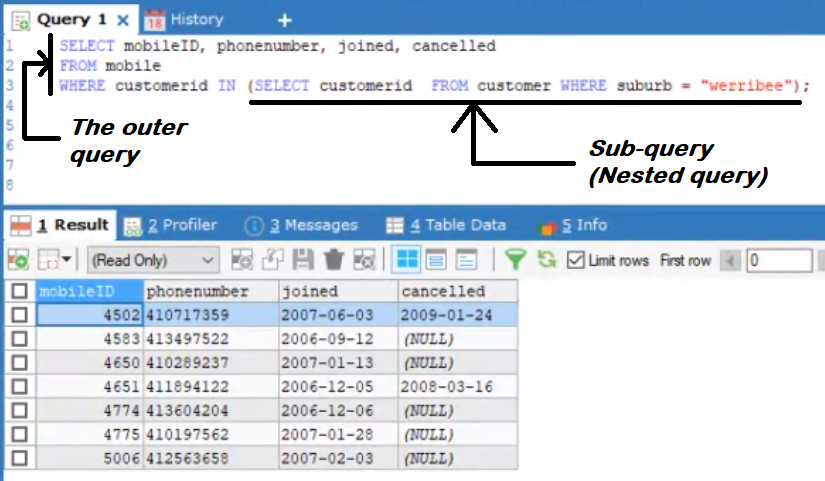 Query 1 x 18 History +
1 SELECT mobileID, phonenumber, joined, cancelled
2 FROM mobile
3 WHERE customerid IN (SELECT customerid FROM customer WHERE suburb = "werribee");
4
5
6
7
8
The outer
query
Sub-query
(Nested query)
1 Result 2 Profiler 3 Messages 4 Table Data 5 Info
(Read Only) Limit rows First row 0
mobileID phonenumber joined cancelled
4502 410717359 2007-06-03 2009-01-24
4583 413497522 2006-09-12 (NULL)
4650 410289237 2007-01-13 (NULL)
4651 411894122 2006-12-05 2008-03-16
4774 413604204 2006-12-06 (NULL)
4775 410197562 2007-01-28 (NULL)
5006 412563658 2007-02-03 (NULL)